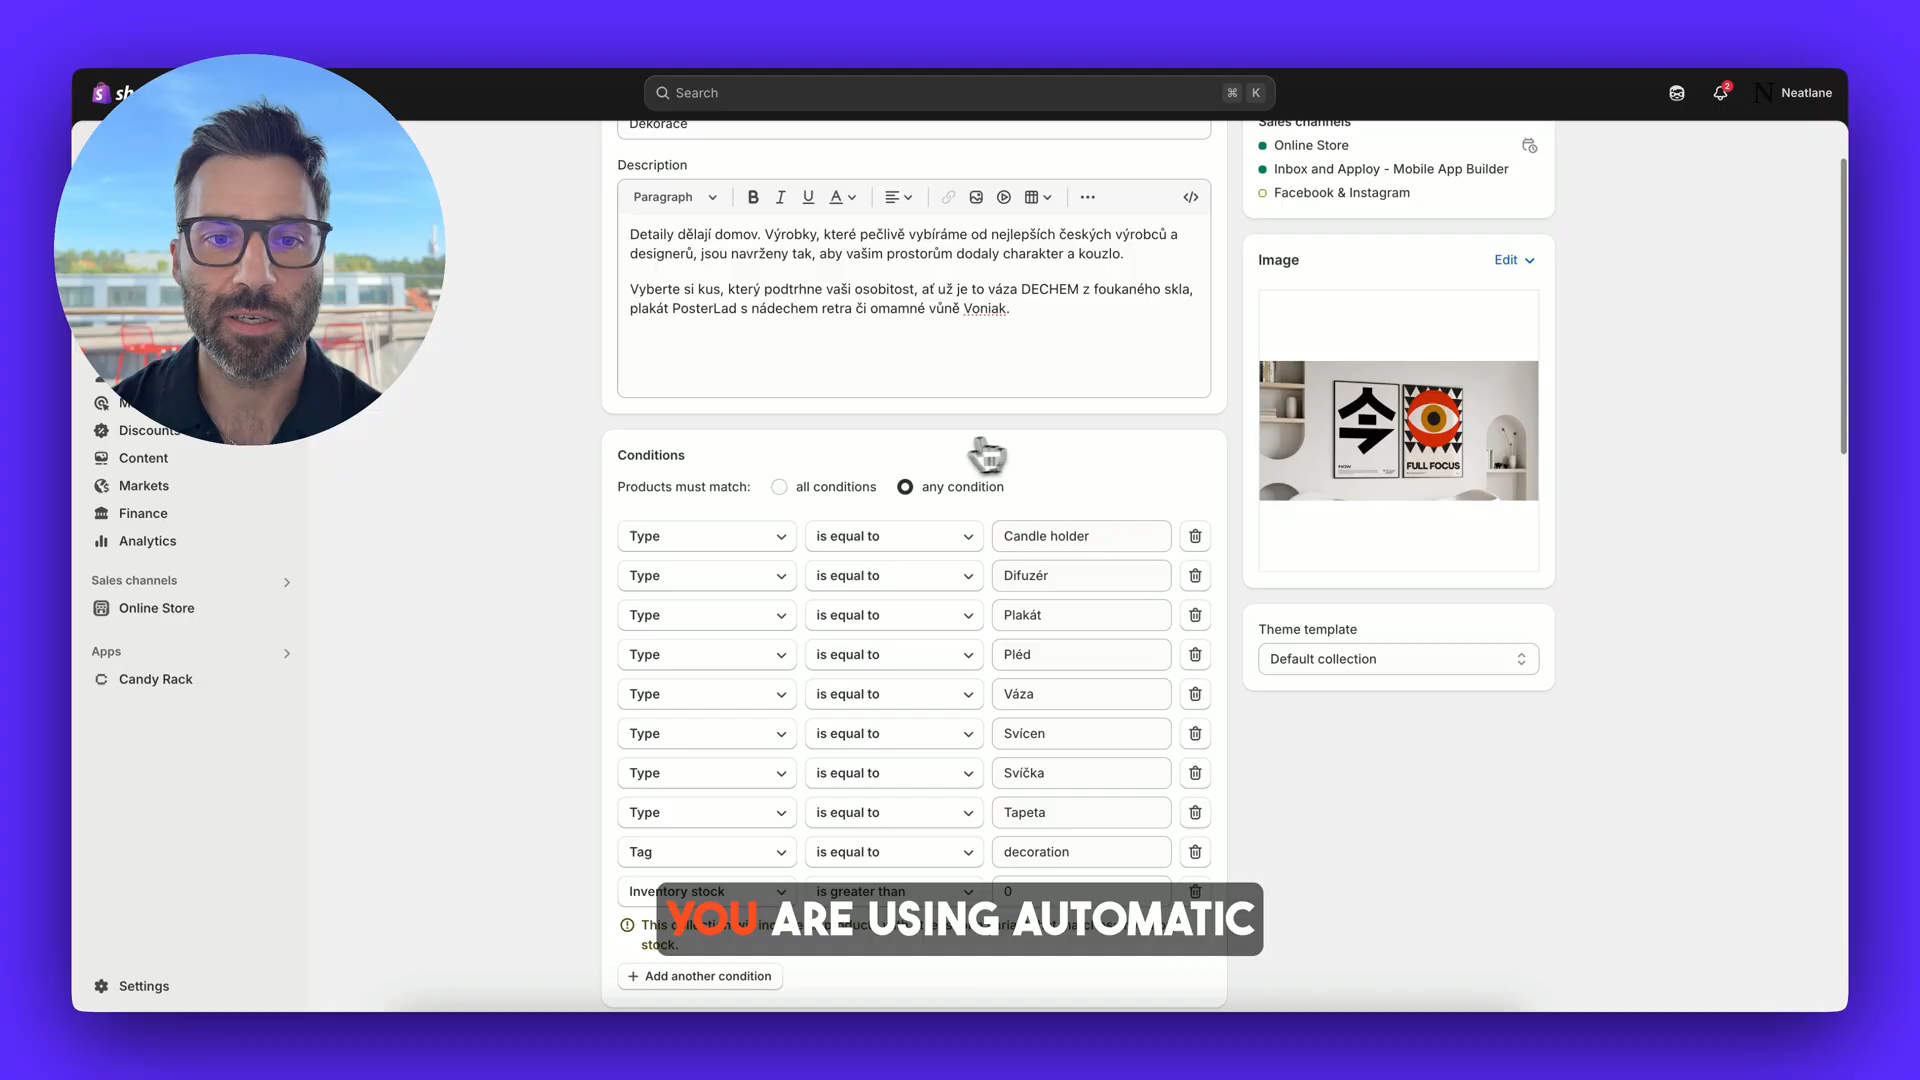 Search
⌘ K
2
N Neatlane
Dekorace
Description
Paragraph
B I U A
Detaily dělají domov. Výrobky, které pečlivě vybíráme od nejlepších českých výrobců a
designerů, jsou navrženy tak, aby vašim prostorům dodaly charakter a kouzlo.
Vyberte si kus, který podtrhne vaši osobitost, ať už je to váza DECHEM z foukaného skla,
plakát PosterLad s nádechem retra či omamné vůně Voniak.
Conditions
Products must match: all conditions any condition
Type is equal to Candle holder
Type is equal to Difuzér
Type is equal to Plakát
Type is equal to Pléd
Type is equal to Váza
Type is equal to Svícen
Type is equal to Svíčka
Type is equal to Tapeta
Tag is equal to decoration
Inventory stock is greater than 0
YOU ARE USING AUTOMATIC
stock.
Add another condition
Sales channels
Online Store
Inbox and Apploy - Mobile App Builder
Facebook & Instagram
Image
Edit
今
FULL FOCUS
Theme template
Default collection
Discounts
Content
Markets
Finance
Analytics
Sales channels
Online Store
Apps
Candy Rack
Settings